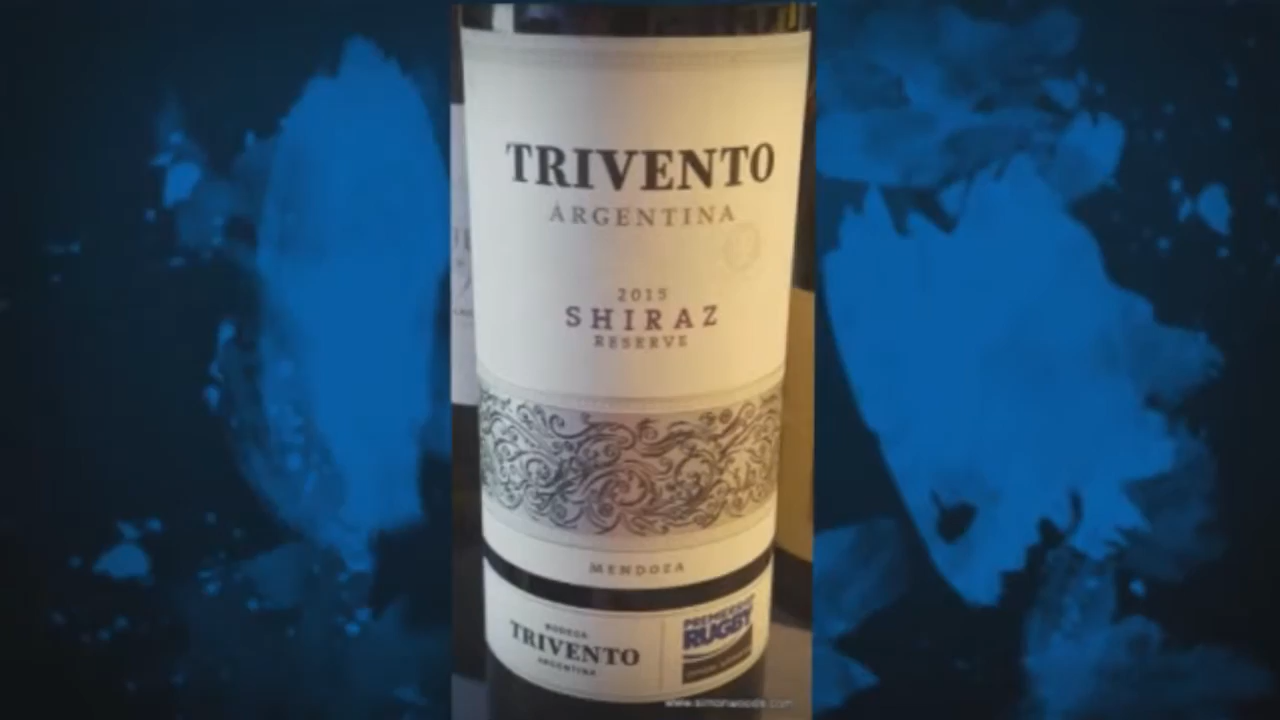 TRIVENTO
ARGENTINA
2015
SHIRAZ
RESERVE
MENDOZA
BODEGA
TRIVENTO
ARGENTINA
PREMIERSHIP
RUGBY
www.simonwoods.com